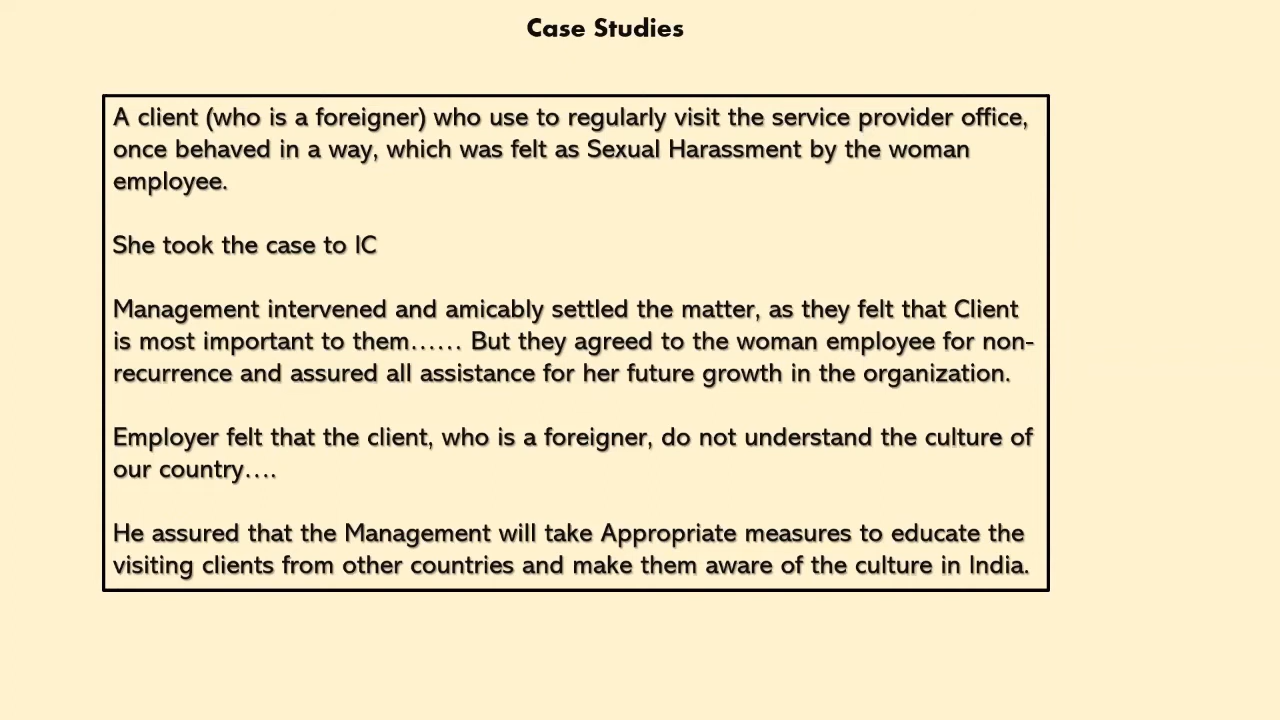 Case Studies
A client (who is a foreigner) who use to regularly visit the service provider office,
once behaved in a way, which was felt as Sexual Harassment by the woman
employee.
She took the case to IC
Management intervened and amicably settled the matter, as they felt that Client
is most important to them…… But they agreed to the woman employee for non-
recurrence and assured all assistance for her future growth in the organization.
Employer felt that the client, who is a foreigner, do not understand the culture of
our country….
He assured that the Management will take Appropriate measures to educate the
visiting clients from other countries and make them aware of the culture in India.